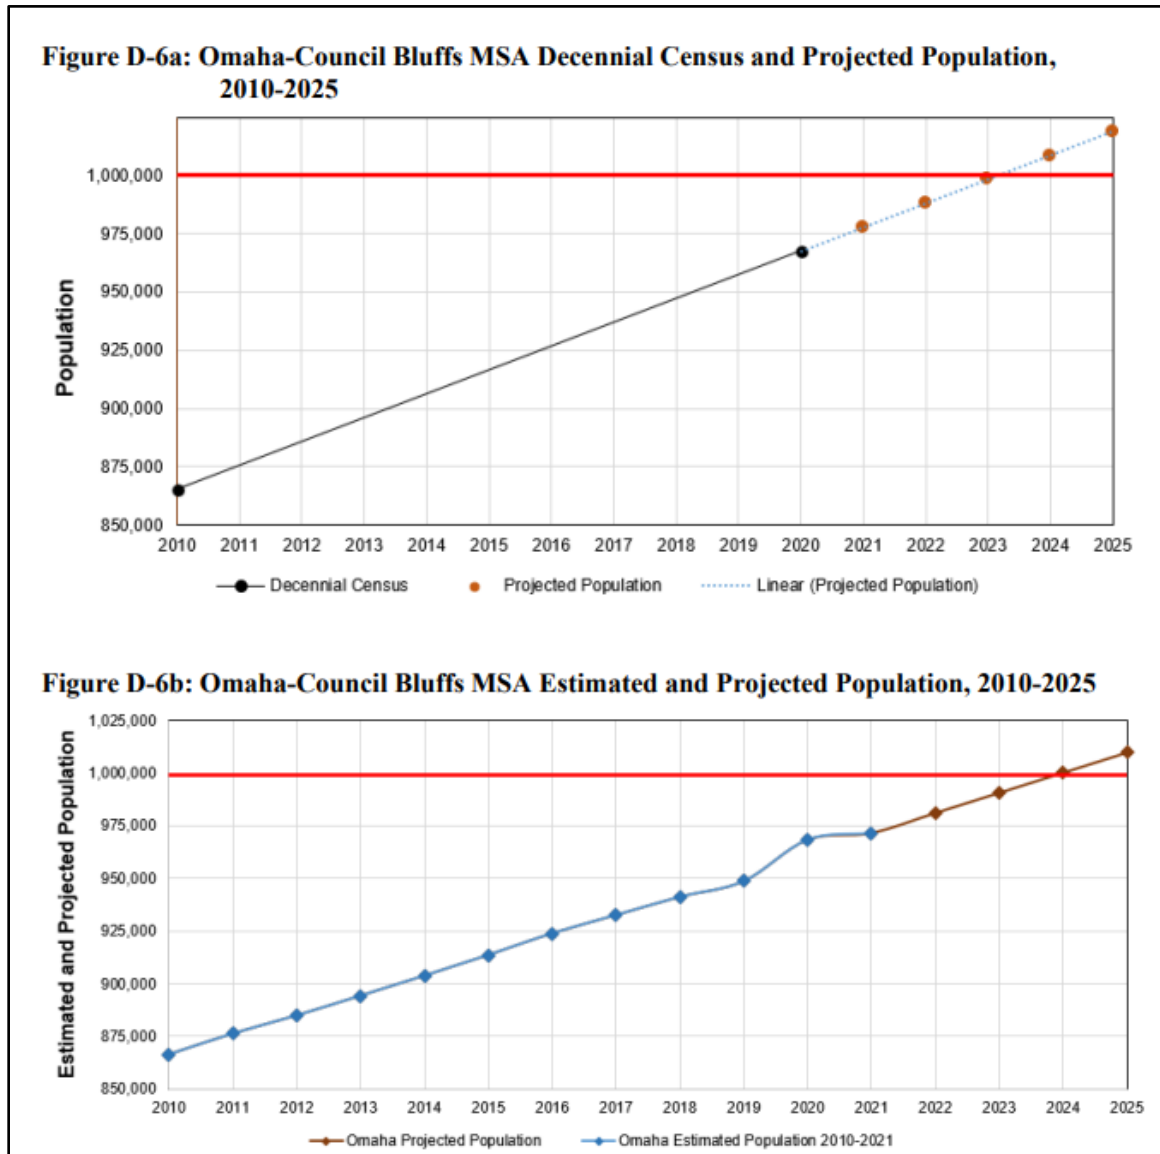 Figure D-6a: Omaha-Council Bluffs MSA Decennial Census and Projected Population,
2010-2025
Population
1,000,000
975,000
950,000
925,000
900,000
875,000
850,000
2010 2011 2012 2013 2014 2015 2016 2017 2018 2019 2020 2021 2022 2023 2024 2025
Decennial Census Projected Population Linear (Projected Population)
Figure D-6b: Omaha-Council Bluffs MSA Estimated and Projected Population, 2010-2025
Estimated and Projected Population
1,025,000
1,000,000
975,000
950,000
925,000
900,000
875,000
850,000
2010 2011 2012 2013 2014 2015 2016 2017 2018 2019 2020 2021 2022 2023 2024 2025
Omaha Projected Population Omaha Estimated Population 2010-2021